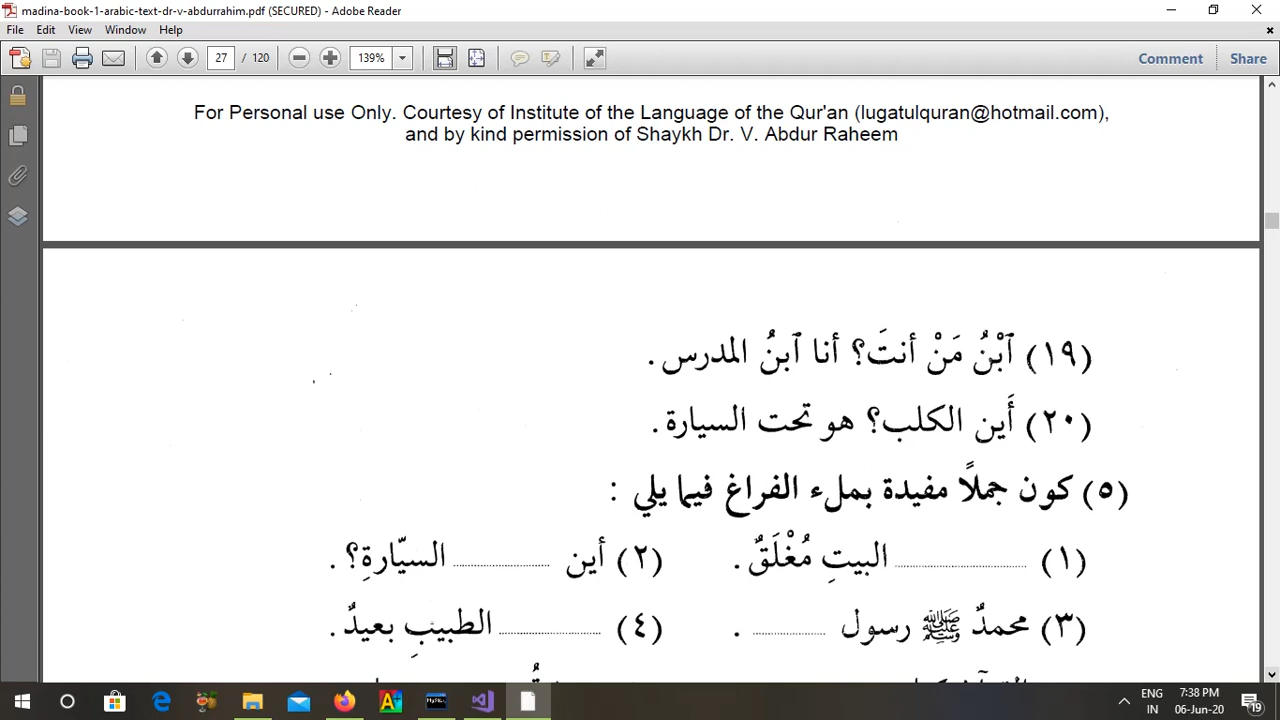 madina-book-1-arabic-text-dr-v-abdurrahim.pdf (SECURED) - Adobe Reader
File Edit View Window Help
27 / 120 139% Comment Share
For Personal use Only. Courtesy of Institute of the Language of the Qur'an (lugatulquran@hotmail.com),
and by kind permission of Shaykh Dr. V. Abdur Raheem
(١٩) ٱبْنُ مَنْ أنتَ؟ أنا ٱبنُ المدرس .
(٢٠) أَين الكلب؟ هو تحت السيارة .
(٥) كون جملاً مفيدة بملء الفراغ فيما يلي :
(١) .................... البيتِ مُغْلَقٌ . (٢) أين .................... السيّارةِ؟ .
(٣) محمدٌ ﷺ رسول .................... . (٤) .................... الطبيبِ بعيدٌ .
ENG 7:38 PM
IN 06-Jun-20 19